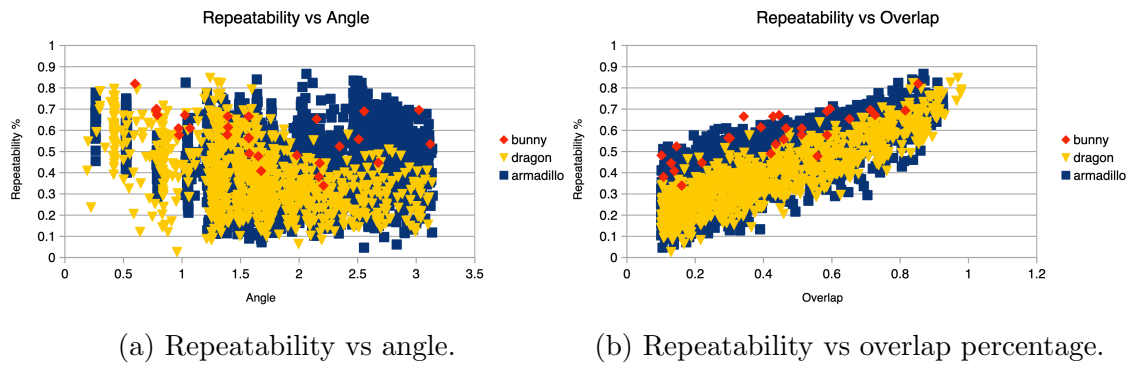 Repeatability vs Angle
1
0.9
0.8
0.7
0.6
0.5
0.4
0.3
0.2
0.1
0
Repeatability %
0 0.5 1 1.5 2 2.5 3 3.5
Angle
bunny
dragon
armadillo
(a) Repeatability vs angle.
Repeatability vs Overlap
1
0.9
0.8
0.7
0.6
0.5
0.4
0.3
0.2
0.1
0
Repeatability %
0 0.2 0.4 0.6 0.8 1 1.2
Overlap
bunny
dragon
armadillo
(b) Repeatability vs overlap percentage.